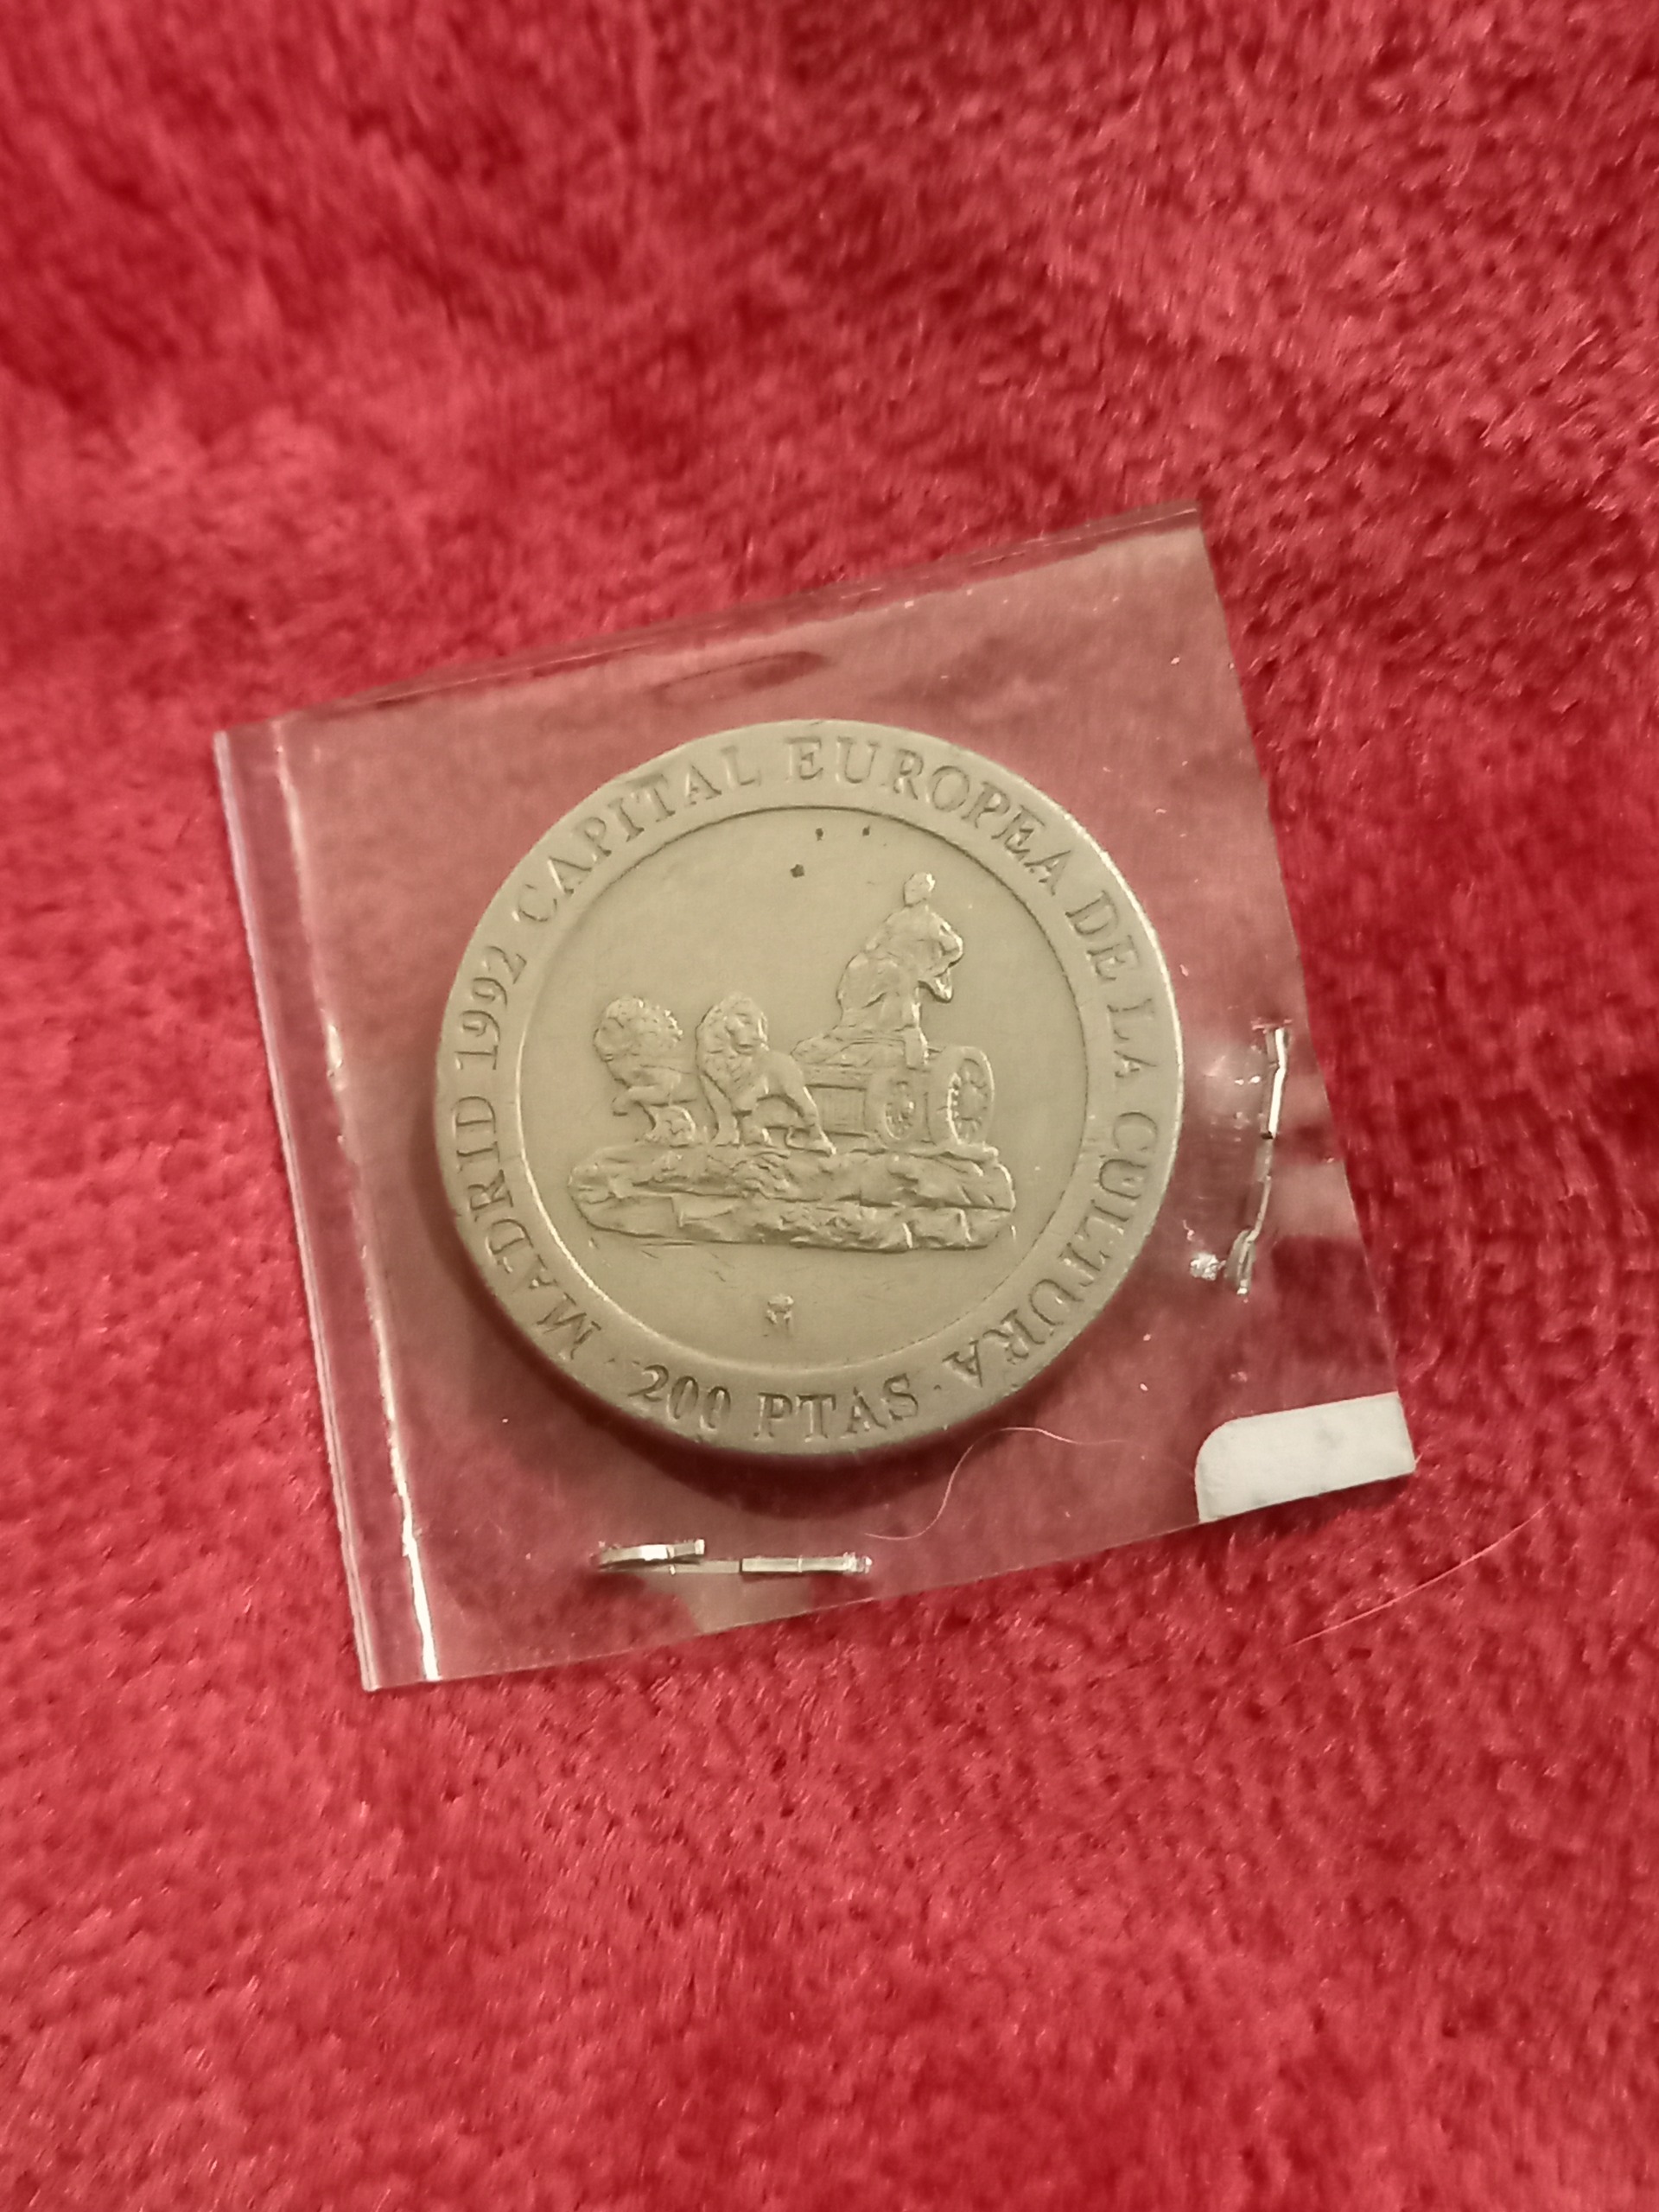 MADRID 1992 CAPITAL EUROPEA DE LA CULTURA
· 200 PTAS ·
M